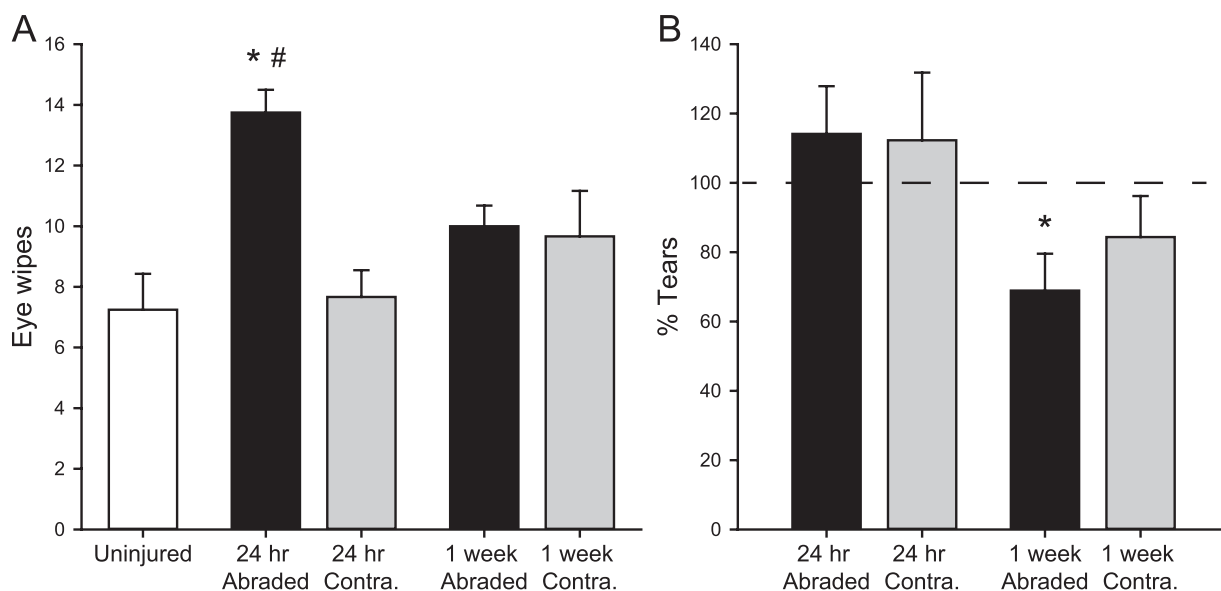 A
16
14
12
10
8
6
4
2
0
Eye wipes
* #
Uninjured
24 hr
Abraded
24 hr
Contra.
1 week
Abraded
1 week
Contra.
B
140
120
100
80
60
40
20
0
% Tears
*
24 hr
Abraded
24 hr
Contra.
1 week
Abraded
1 week
Contra.